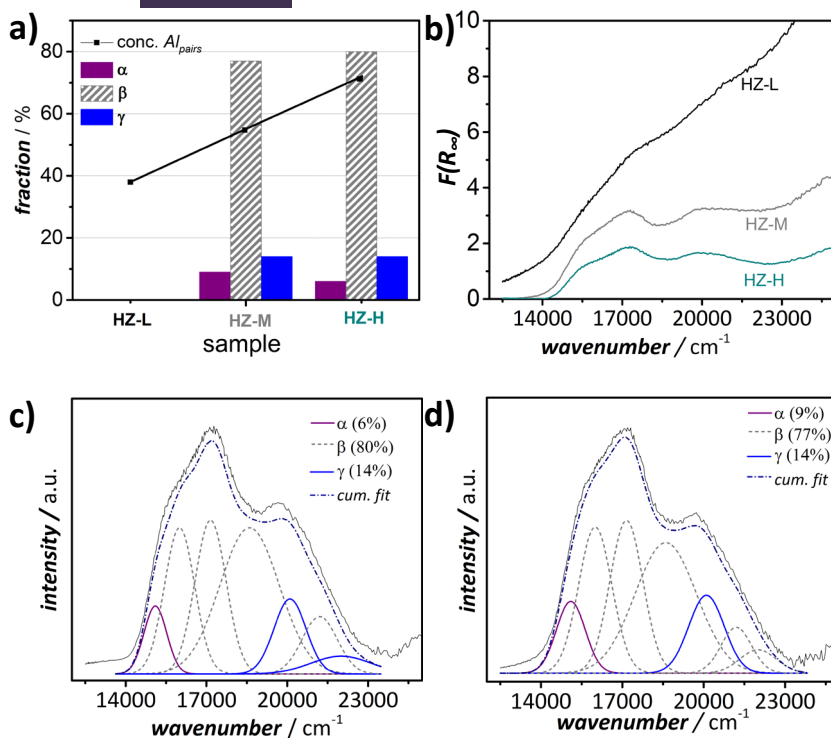 a)
conc. Al_pairs
α
β
γ
fraction / %
80
60
40
20
0
HZ-L
HZ-M
HZ-H
sample
b)
F(R∞)
10
8
6
4
2
0
HZ-L
HZ-M
HZ-H
14000
17000
20000
23000
wavenumber / cm⁻¹
c)
α (6%)
β (80%)
γ (14%)
cum. fit
intensity / a.u.
14000
17000
20000
23000
wavenumber / cm⁻¹
d)
α (9%)
β (77%)
γ (14%)
cum. fit
intensity / a.u.
14000
17000
20000
23000
wavenumber / cm⁻¹